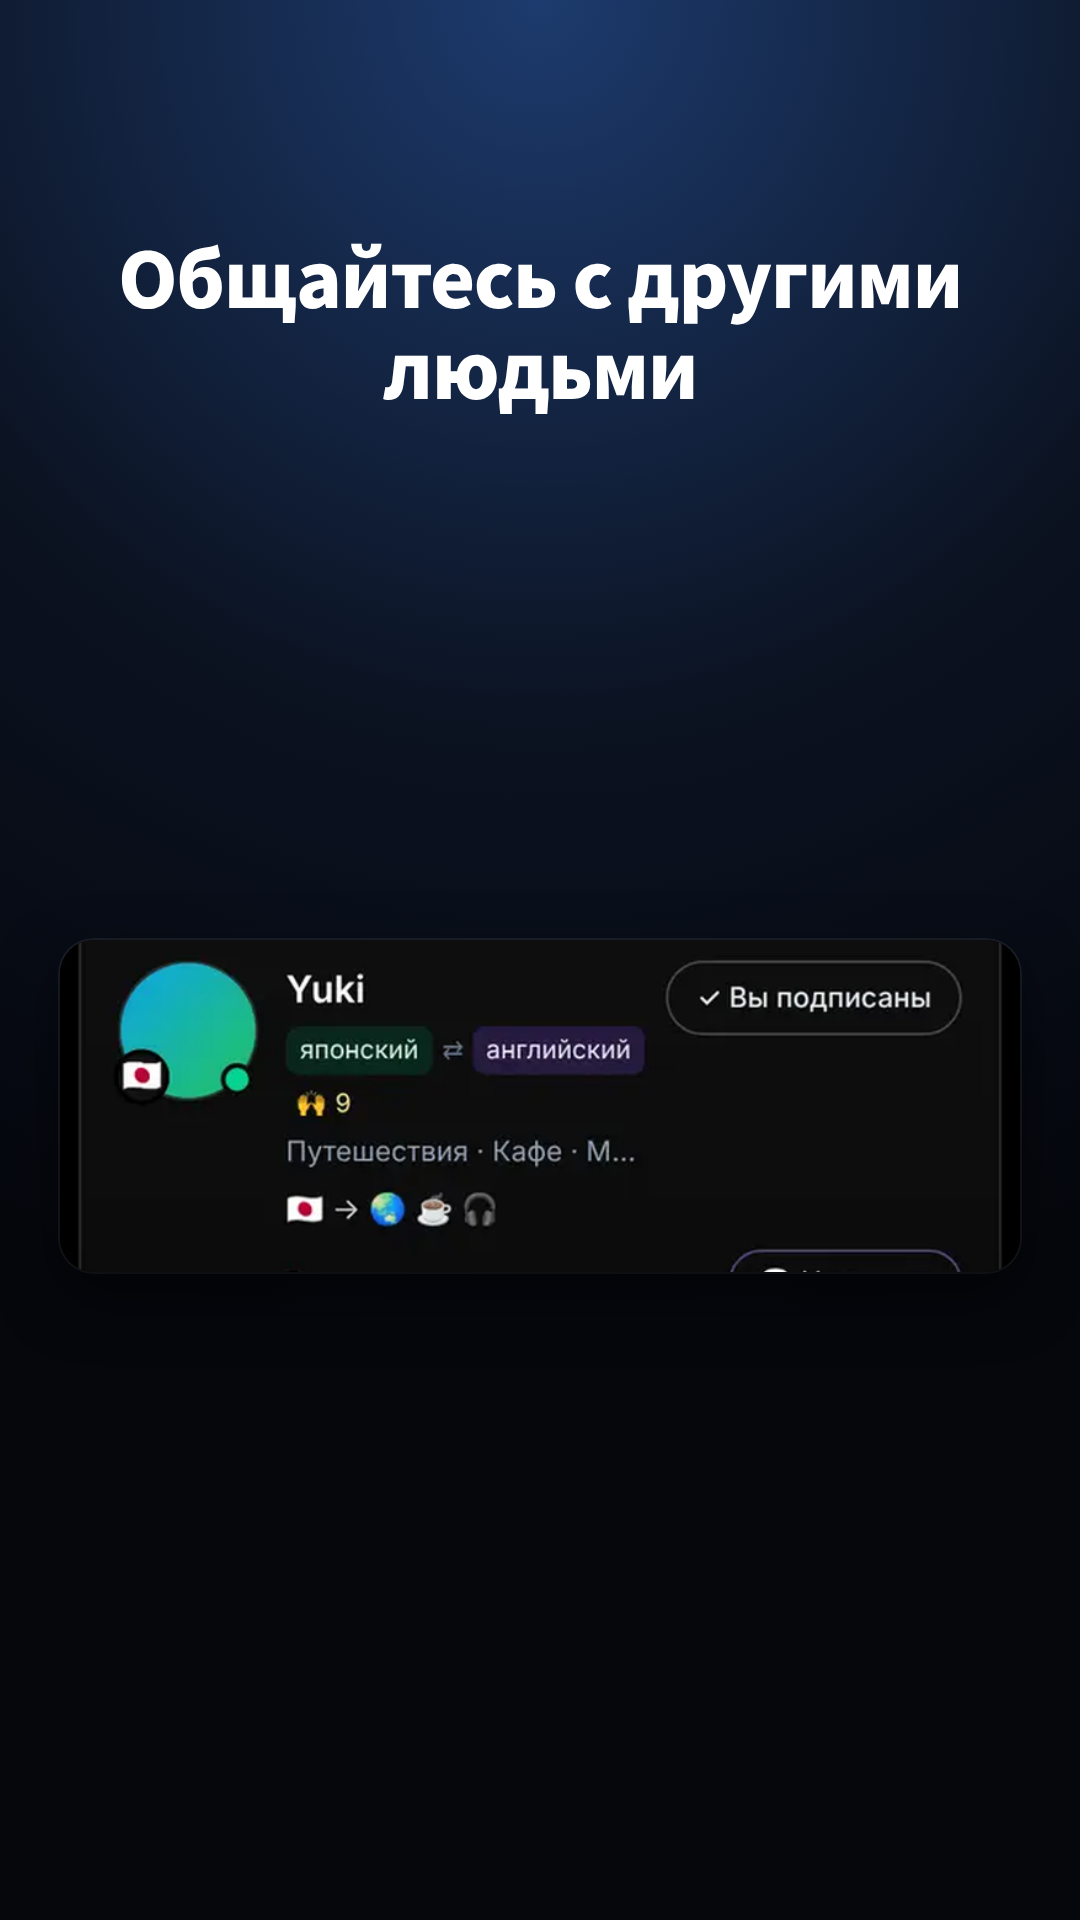 Общайтесь с другими
людьми
Yuki
✓ Вы подписаны
японский ⇄ английский
🙌 9
Путешествия · Кафе · М...
🇯🇵 → 🌏 ☕ 🎧